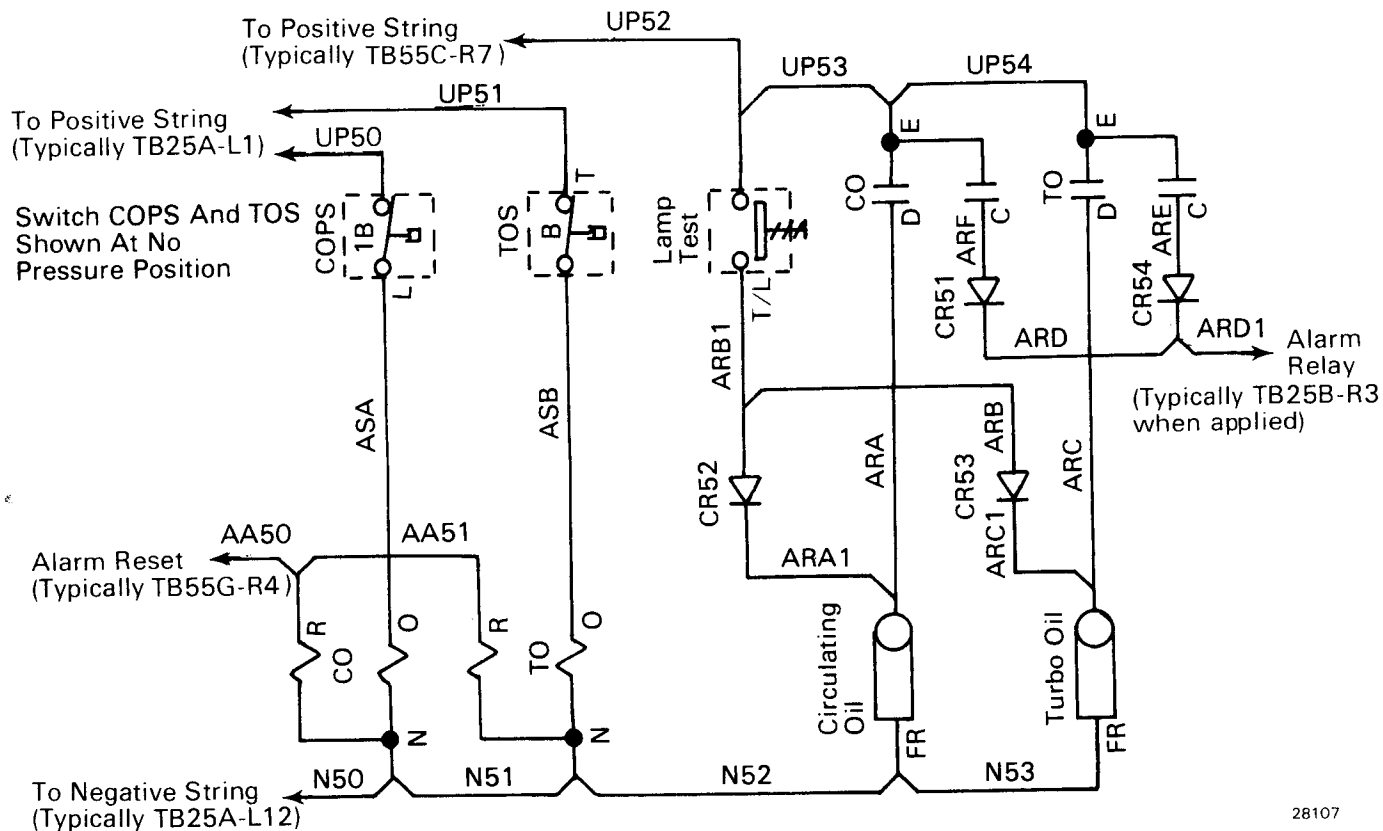 To Positive String
(Typically TB55C-R7)
UP52
UP53
UP54
To Positive String
(Typically TB25A-L1)
UP51
UP50
Switch COPS And TOS
Shown At No
Pressure Position
COPS
1B
L
TOS
B
T
Lamp
Test
T/L
E
CO
D
C
ARF
CR51
E
TO
D
C
ARE
CR54
ARD
ARD1
Alarm
Relay
(Typically TB25B-R3
when applied)
ASA
ASB
ARB1
ARA
ARB
ARC
CR52
CR53
ARA1
ARC1
AA50
AA51
Alarm Reset
(Typically TB55G-R4)
R
CO
O
R
TO
O
N
N
Circulating
Oil
FR
Turbo Oil
FR
To Negative String
(Typically TB25A-L12)
N50
N51
N52
N53
28107